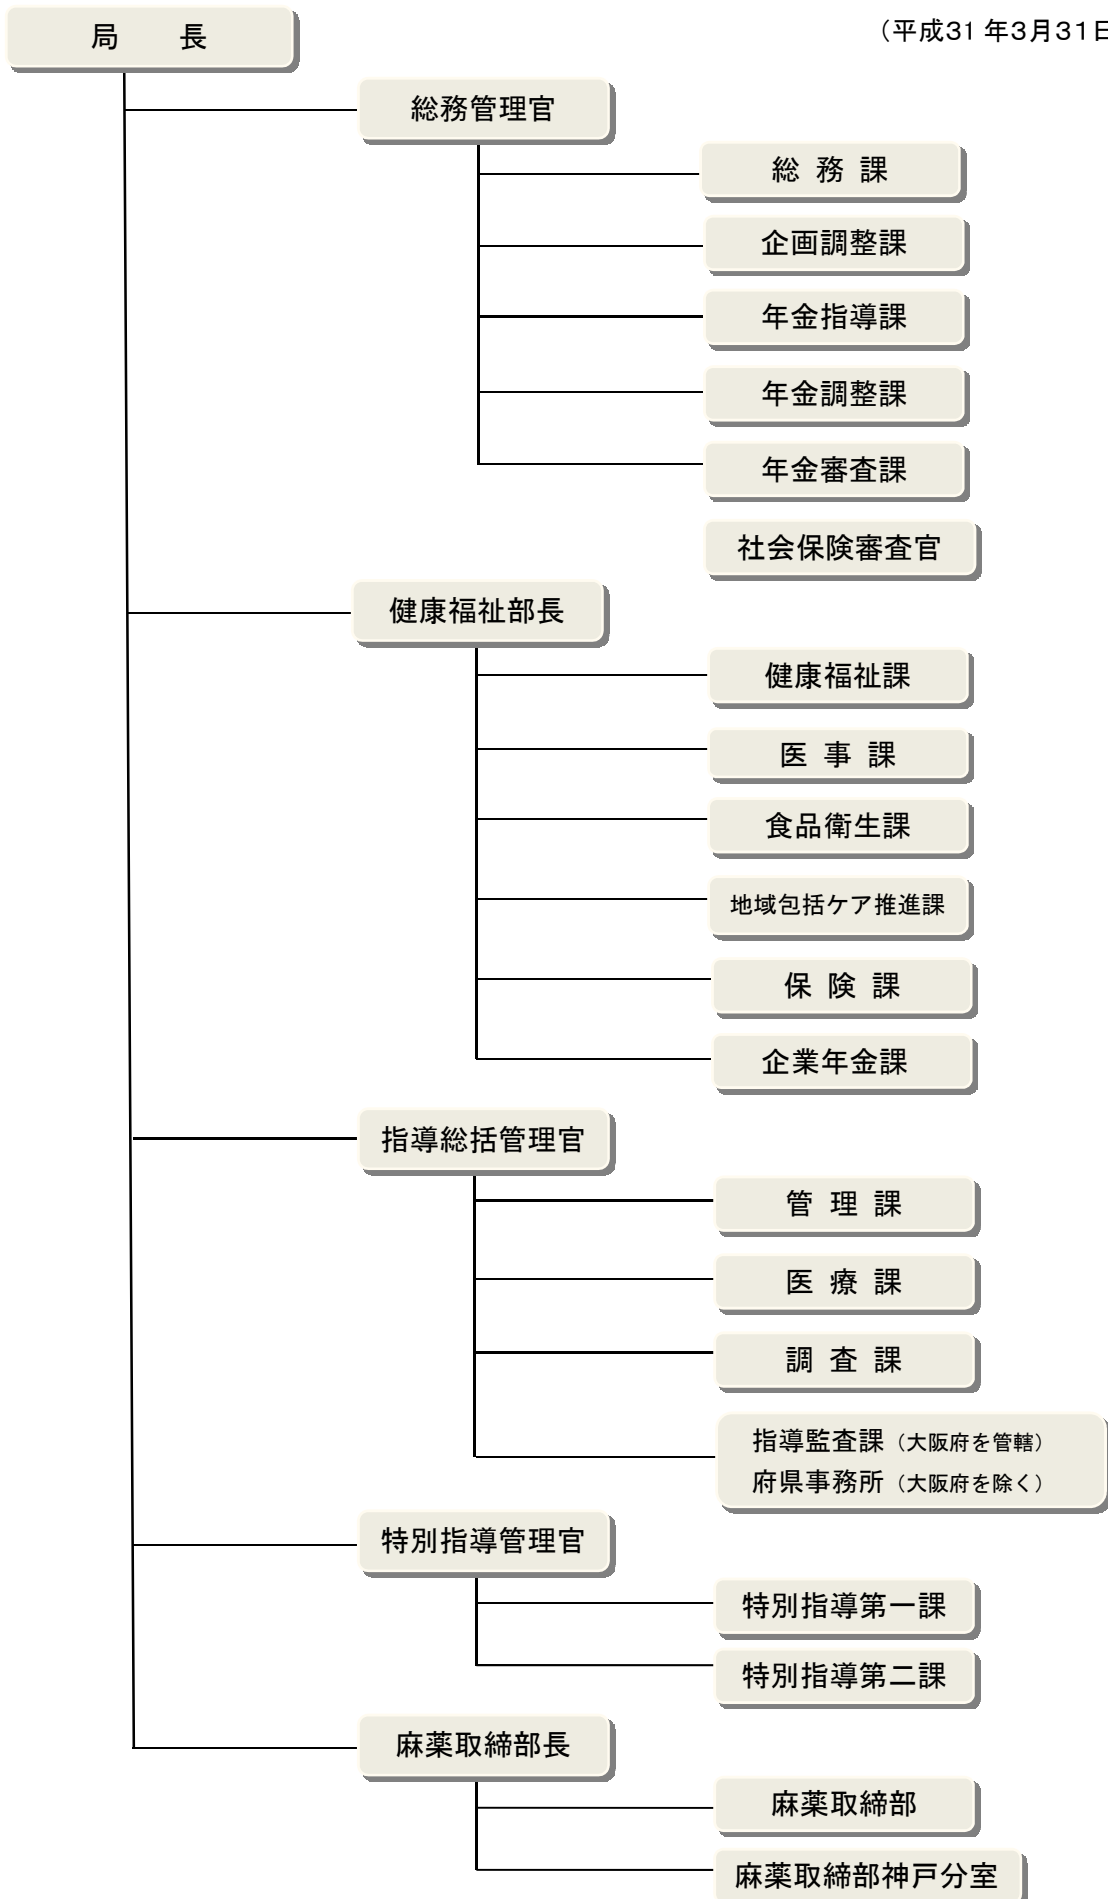 局　　長
（平成31 年3月31日
総務管理官
総 務 課
企画調整課
年金指導課
年金調整課
年金審査課
社会保険審査官
健康福祉部長
健康福祉課
医 事 課
食品衛生課
地域包括ケア推進課
保 険 課
企業年金課
指導総括管理官
管 理 課
医 療 課
調 査 課
指導監査課（大阪府を管轄）
府県事務所（大阪府を除く）
特別指導管理官
特別指導第一課
特別指導第二課
麻薬取締部長
麻薬取締部
麻薬取締部神戸分室